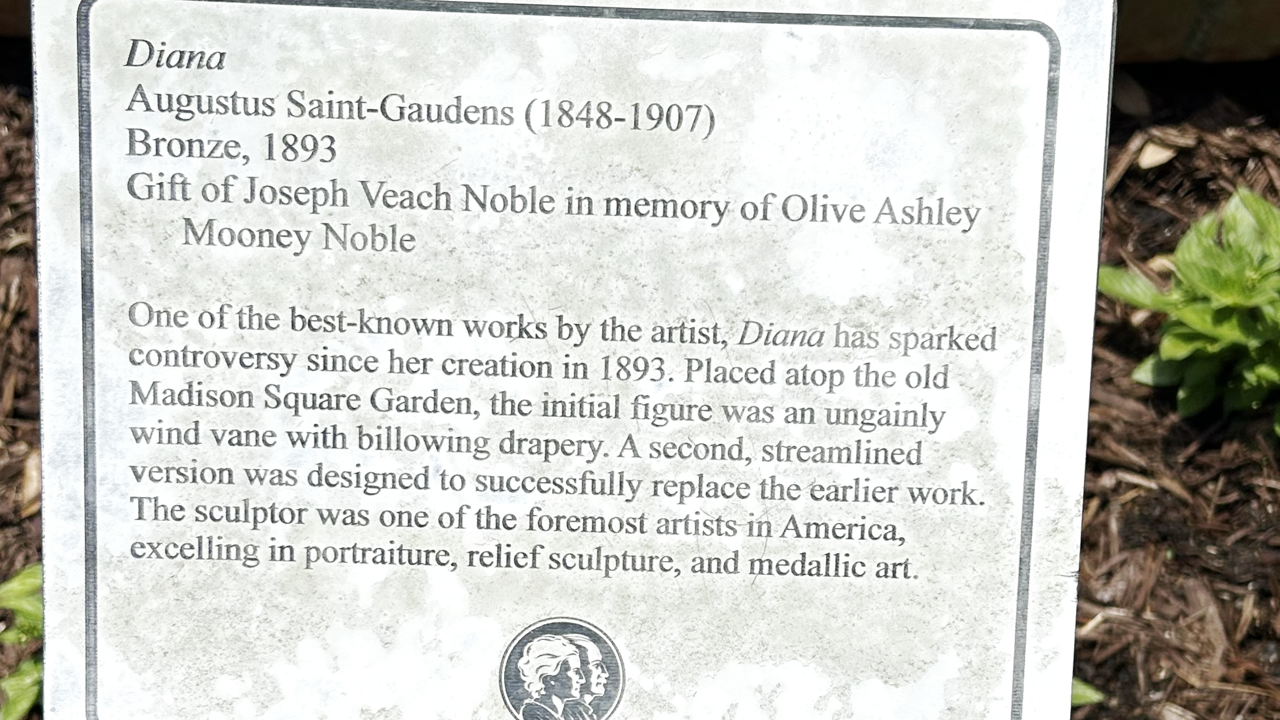 Diana
Augustus Saint-Gaudens (1848-1907)
Bronze, 1893
Gift of Joseph Veach Noble in memory of Olive Ashley
Mooney Noble
One of the best-known works by the artist, Diana has sparked
controversy since her creation in 1893. Placed atop the old
Madison Square Garden, the initial figure was an ungainly
wind vane with billowing drapery. A second, streamlined
version was designed to successfully replace the earlier work.
The sculptor was one of the foremost artists in America,
excelling in portraiture, relief sculpture, and medallic art.